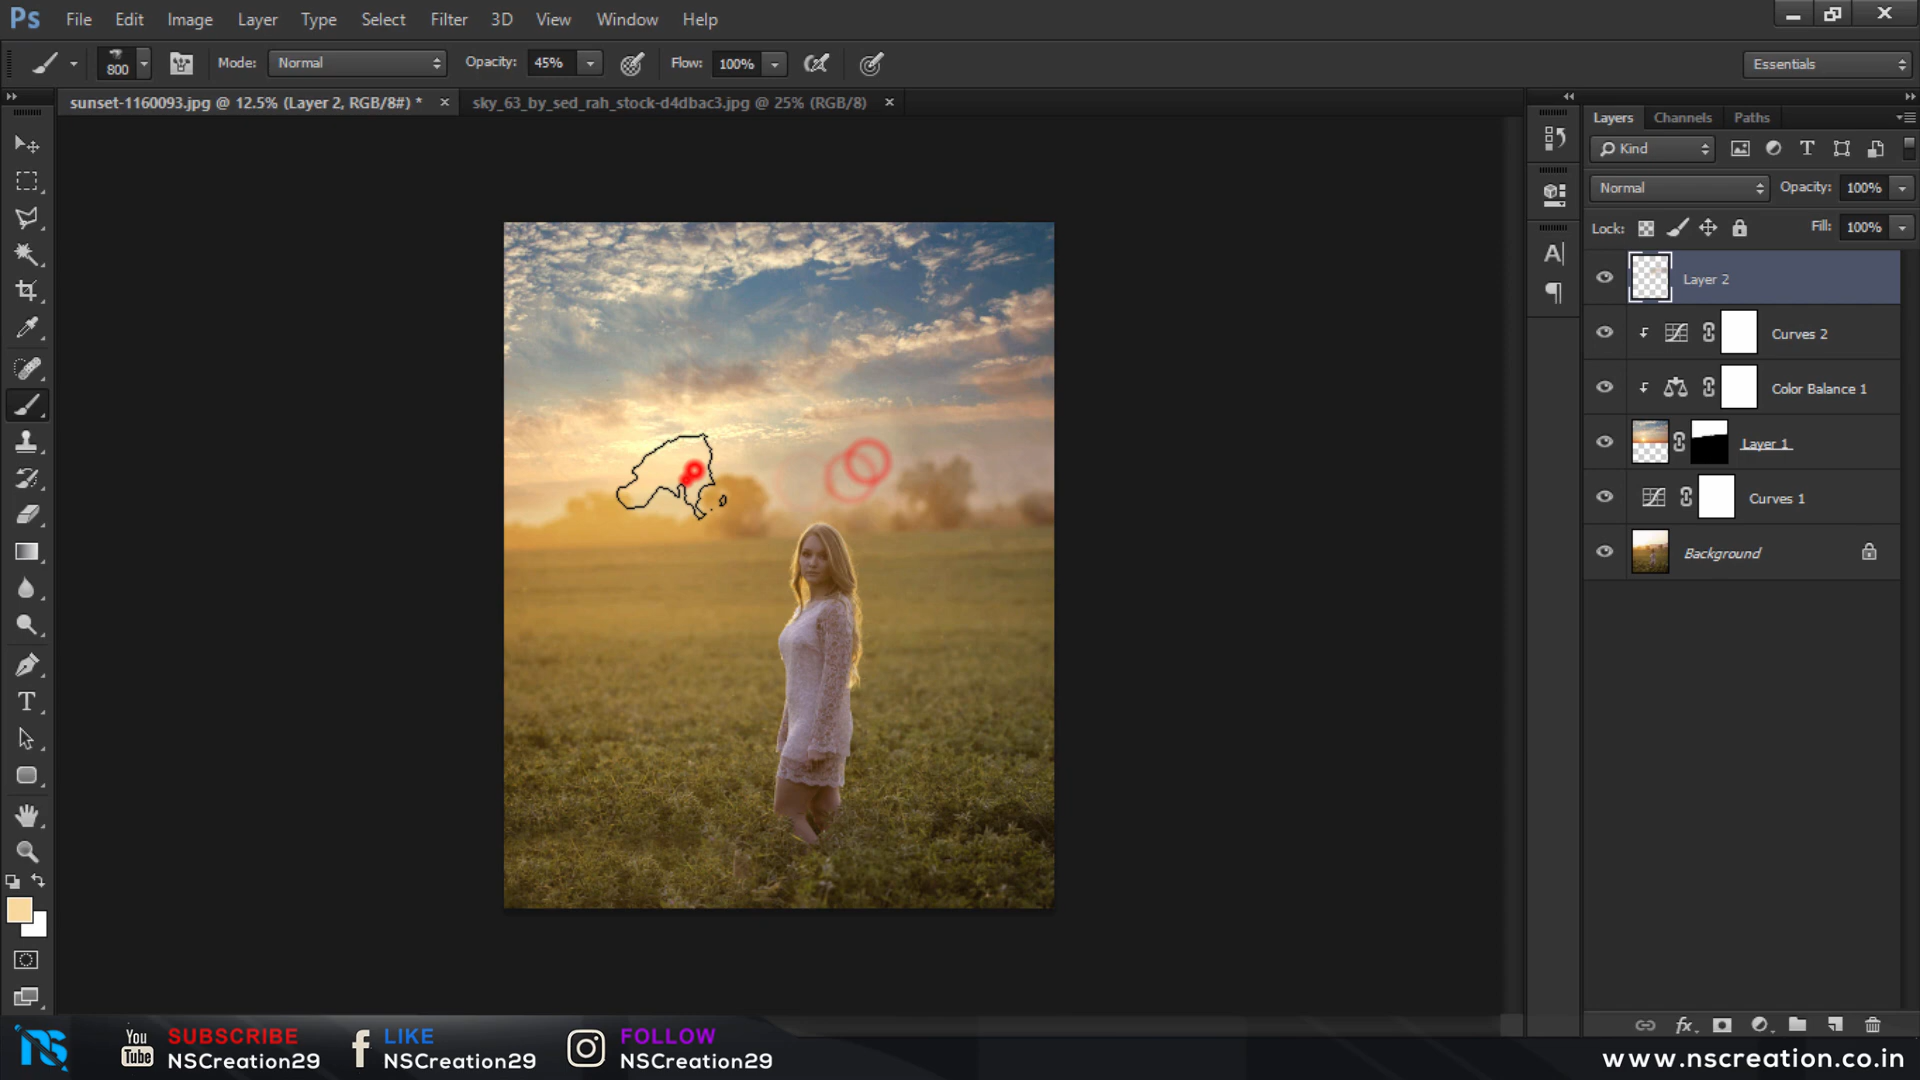 Ps File Edit Image Layer Type Select Filter 3D View Window Help
800 Mode: Normal Opacity: 45% Flow: 100% Essentials
sunset-1160093.jpg @ 12.5% (Layer 2, RGB/8#) * × sky_63_by_sed_rah_stock-d4dbac3.jpg @ 25% (RGB/8) ×
Layers Channels Paths
Kind
Normal Opacity: 100%
Lock: Fill: 100%
Layer 2
Curves 2
Color Balance 1
Layer 1
Curves 1
Background
You Tube SUBSCRIBE NSCreation29
LIKE NSCreation29
FOLLOW NSCreation29
www.nscreation.co.in